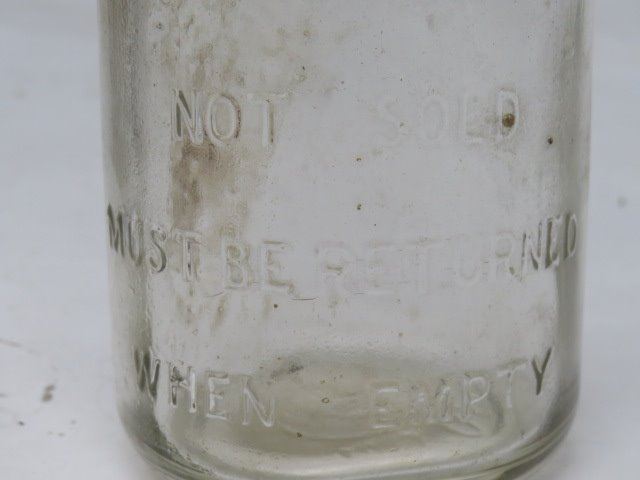 NOT SOLD
MUST BE RETURNED
WHEN EMPTY